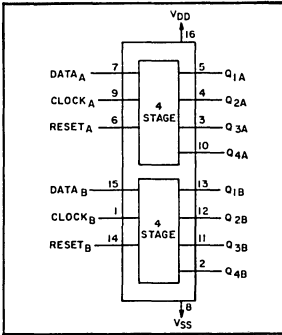 VDD
16
DATAA 7 5 Q1A
CLOCKA 9 4 Q2A
RESETA 6 4 STAGE 3 Q3A
10 Q4A
DATAB 15 13 Q1B
CLOCKB 1 12 Q2B
RESETB 14 4 STAGE 11 Q3B
2 Q4B
8
VSS